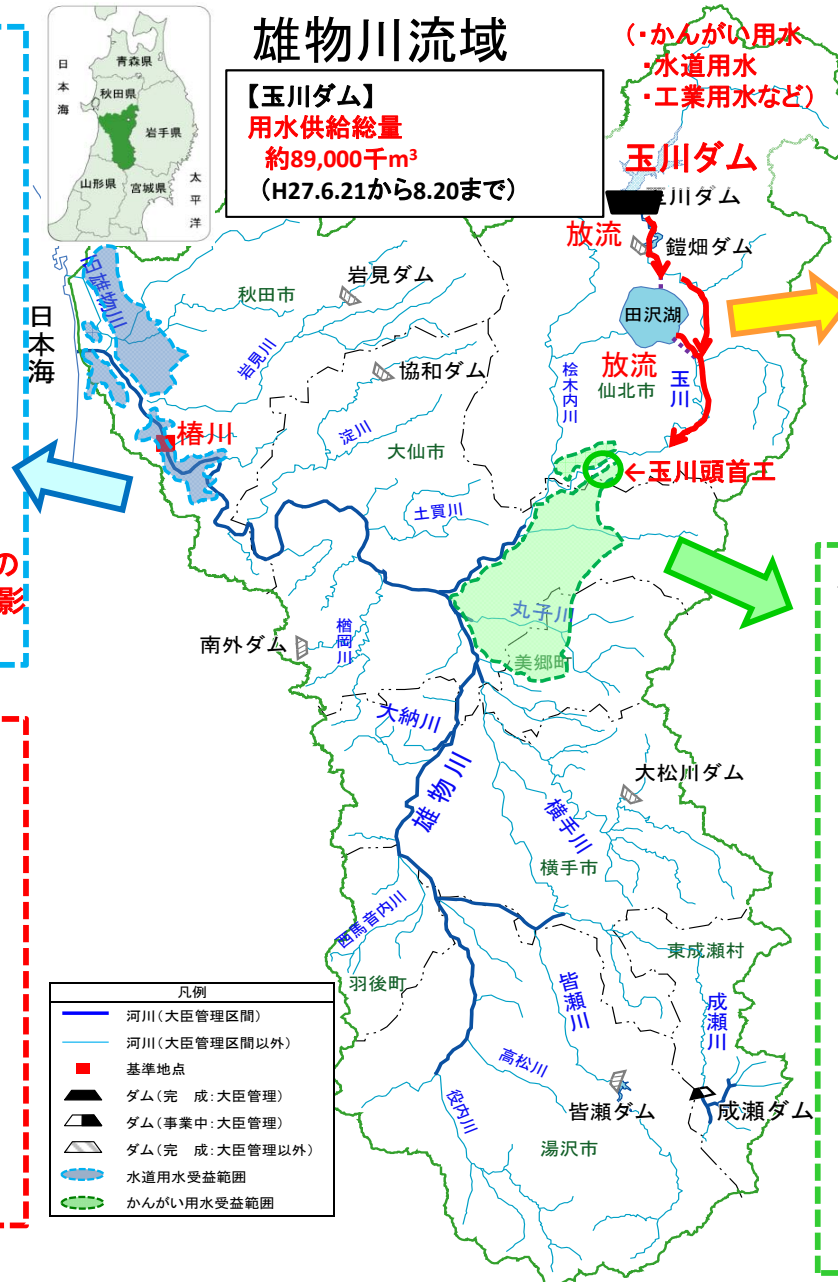 雄物川流域
(・かんがい用水
・水道用水
・工業用水など)
日本海
青森県
秋田県
岩手県
山形県
宮城県
太平洋
【玉川ダム】
用水供給総量
約89,000千m³
(H27.6.21から8.20まで)
玉川ダム
玉川ダム
放流
鎧畑ダム
旧雄物川
秋田市
岩見ダム
田沢湖
日本海
岩見川
協和ダム
放流
桧木内川
玉川
仙北市
椿川
淀川
大仙市
←玉川頭首工
土買川
の
影
丸子川
楢岡川
南外ダム
美郷町
大納川
大松川ダム
雄物川
横手川
横手市
西馬音内川
東成瀬村
羽後町
皆瀬川
成瀬川
高松川
役内川
皆瀬ダム
成瀬ダム
湯沢市
凡例
河川(大臣管理区間)
河川(大臣管理区間以外)
基準地点
ダム(完 成:大臣管理)
ダム(事業中:大臣管理)
ダム(完 成:大臣管理以外)
水道用水受益範囲
かんがい用水受益範囲